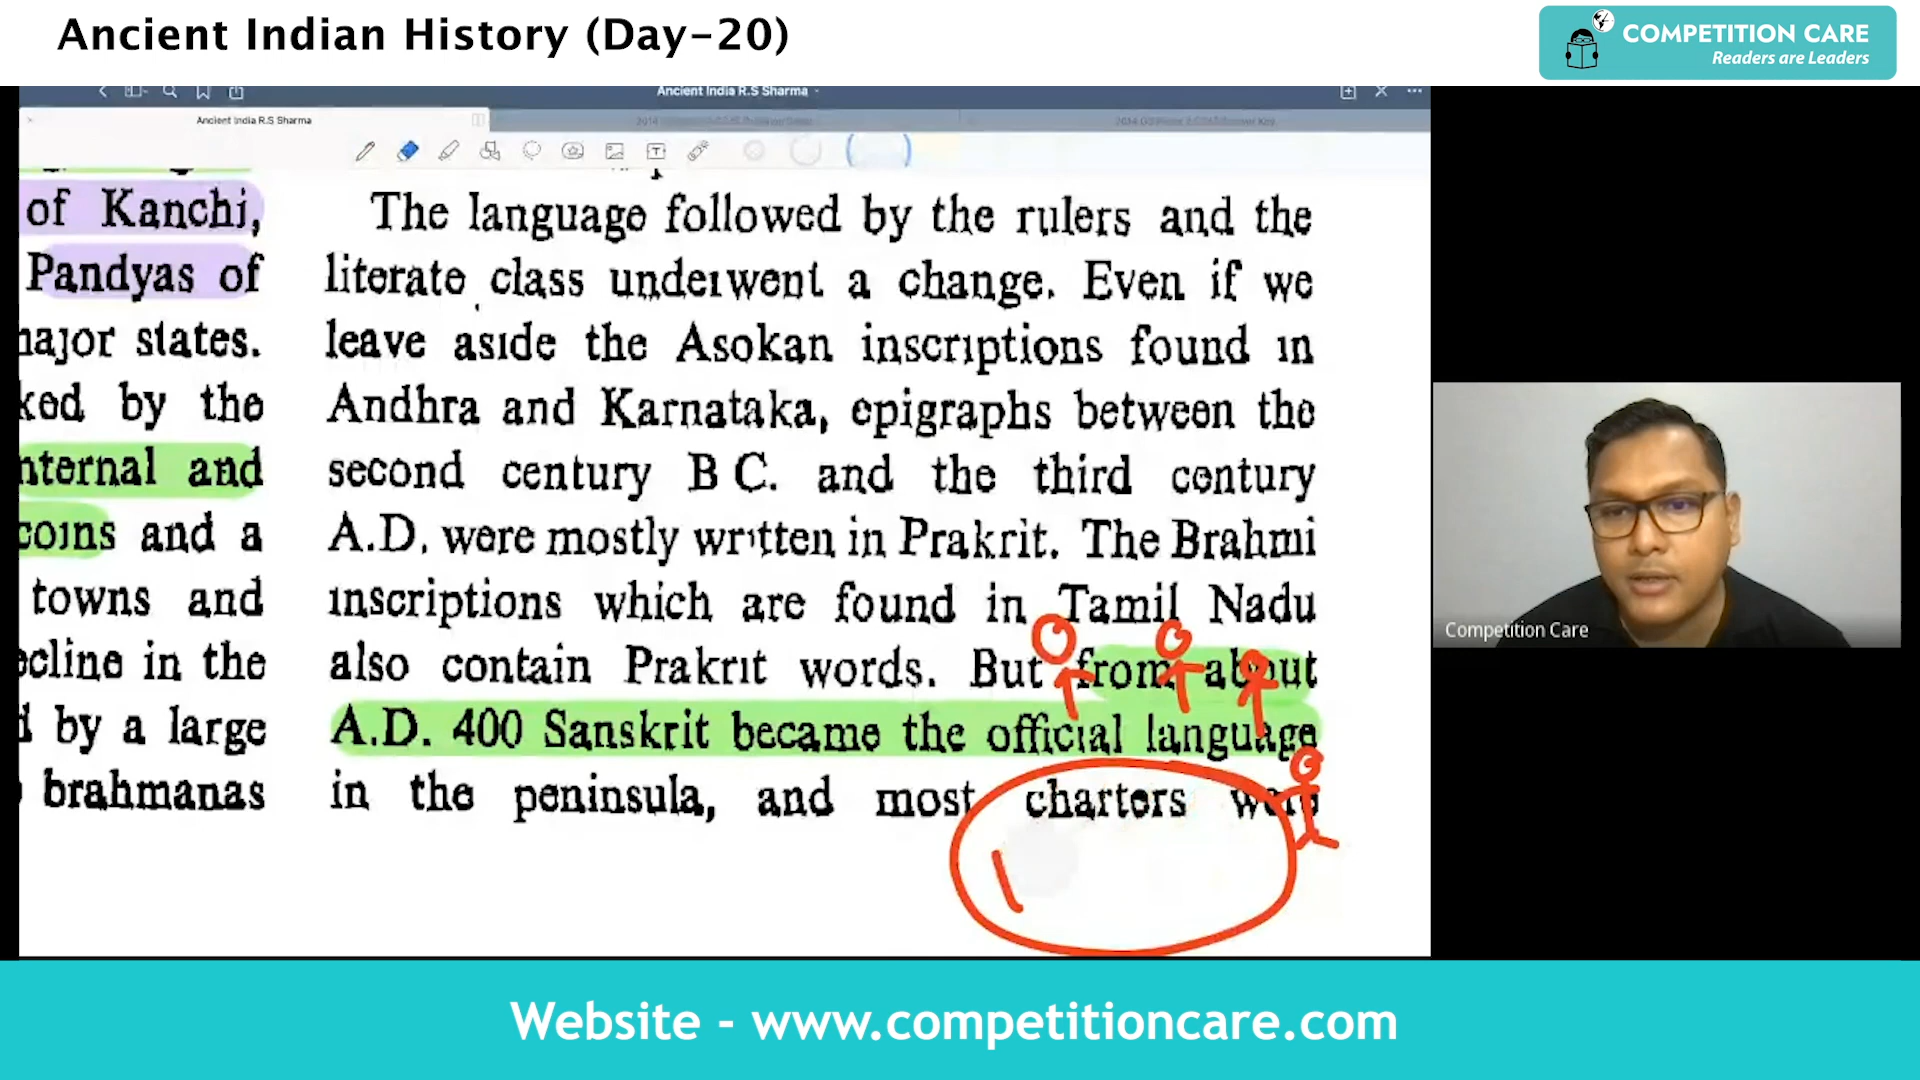 Ancient Indian History (Day-20)
COMPETITION CARE
Readers are Leaders
Ancient India R.S Sharma
Ancient India R.S Sharma
of Kanchi,
Pandyas of
najor states.
ked by the
nternal and
coins and a
towns and
ecline in the
d by a large
brahmanas
The language followed by the rulers and the
literate class underwent a change. Even if we
leave aside the Asokan inscriptions found in
Andhra and Karnataka, epigraphs between the
second century B C. and the third century
A.D. were mostly written in Prakrit. The Brahmi
inscriptions which are found in Tamil Nadu
also contain Prakrit words. But from about
A.D. 400 Sanskrit became the official language
in the peninsula, and most charters were
Competition Care
Website - www.competitioncare.com